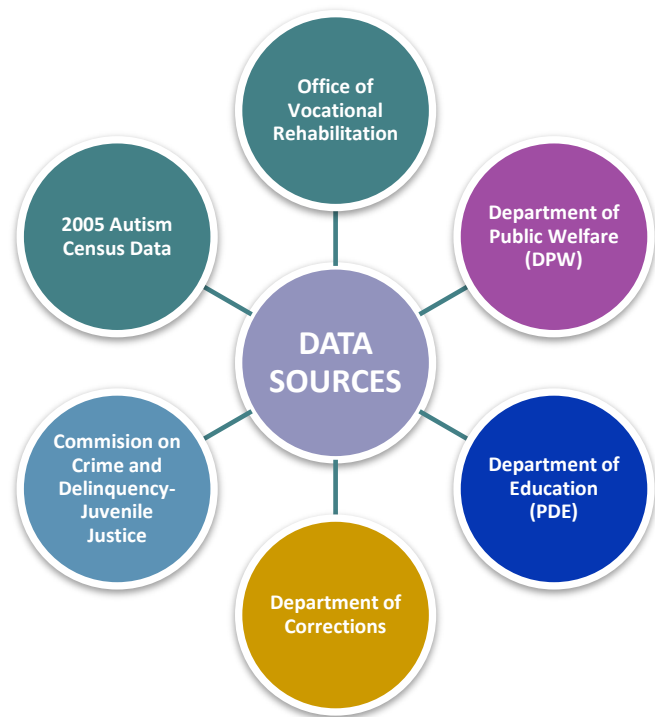 Office of
Vocational
Rehabilitation
Department of
Public Welfare
(DPW)
Department of
Education
(PDE)
Department of
Corrections
Commision on
Crime and
Delinquency-
Juvenile
Justice
2005 Autism
Census Data
DATA
SOURCES